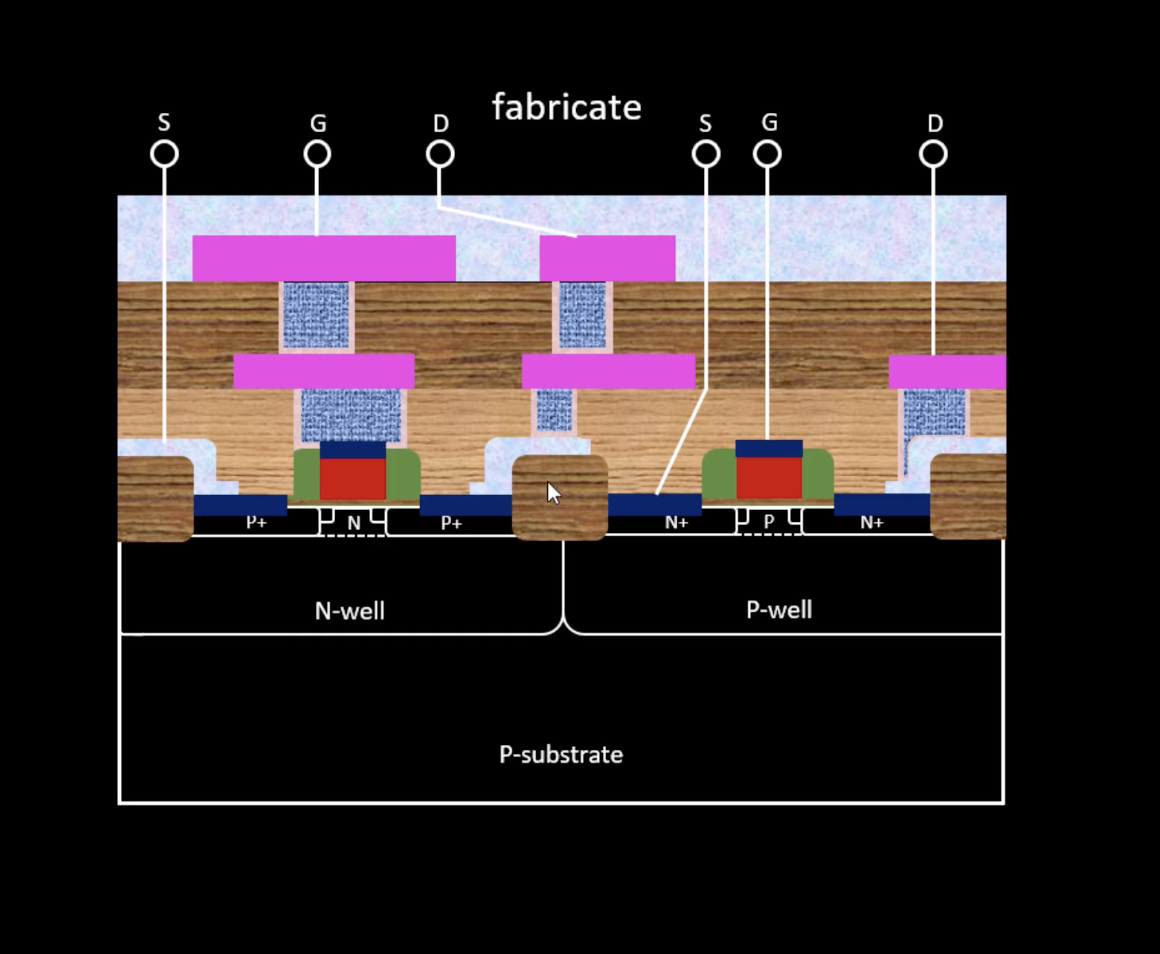 fabricate
S G D S G D
P+ N P+ N+ P N+
N-well P-well
P-substrate